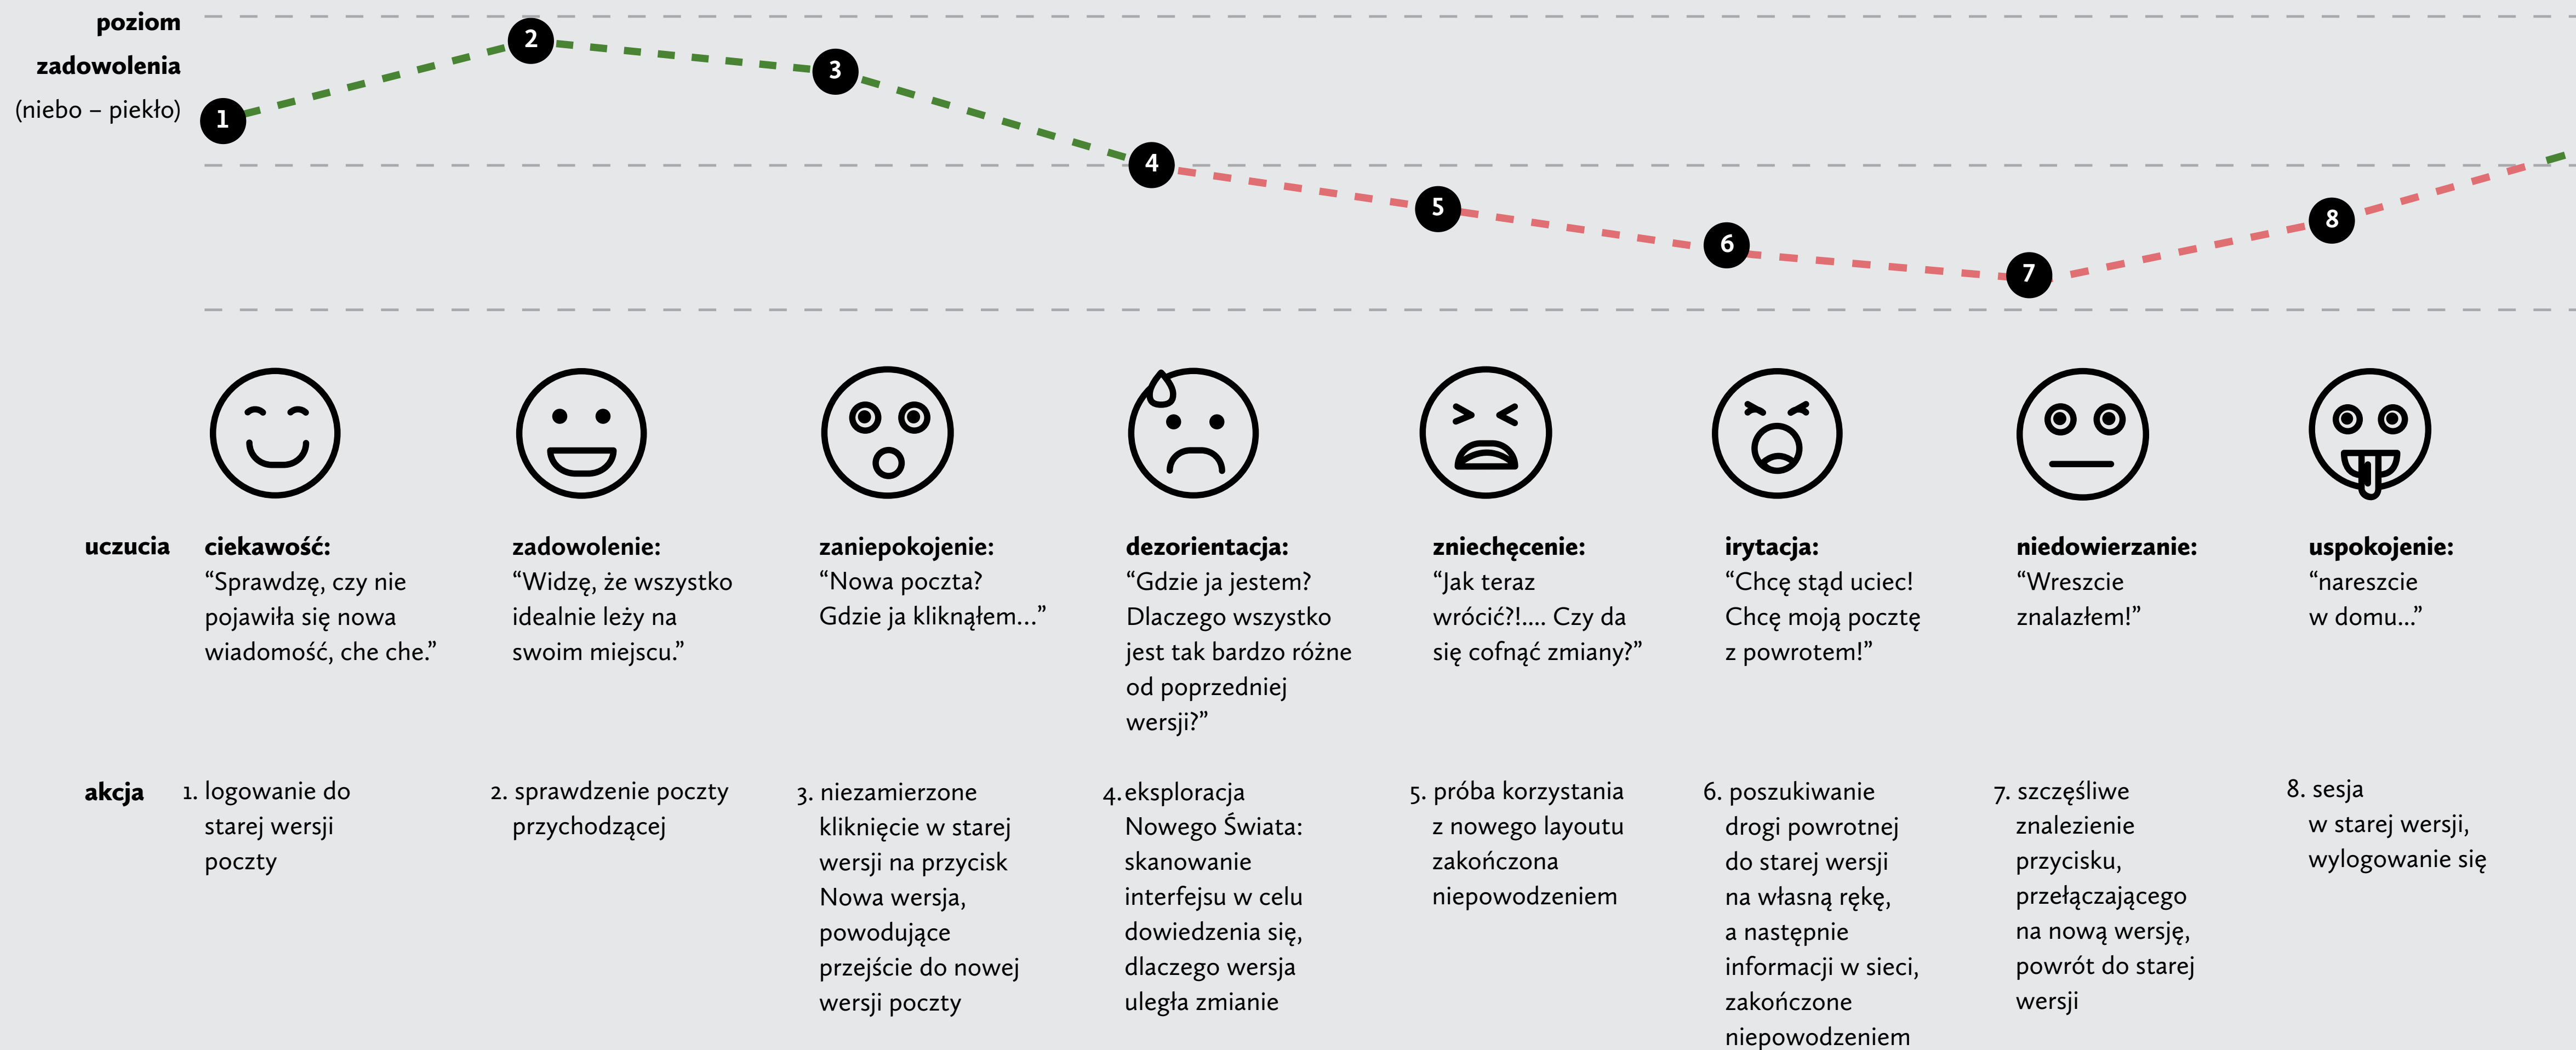 poziom
zadowolenia
(niebo – piekło)
1
2
3
4
5
6
7
8
uczucia
ciekawość:
“Sprawdzę, czy nie
pojawiła się nowa
wiadomość, che che.”
zadowolenie:
“Widzę, że wszystko
idealnie leży na
swoim miejscu.”
zaniepokojenie:
“Nowa poczta?
Gdzie ja kliknąłem...”
dezorientacja:
“Gdzie ja jestem?
Dlaczego wszystko
jest tak bardzo różne
od poprzedniej
wersji?”
zniechęcenie:
“Jak teraz
wrócić?!.... Czy da
się cofnąć zmiany?”
irytacja:
“Chcę stąd uciec!
Chcę moją pocztę
z powrotem!”
niedowierzanie:
“Wreszcie
znalazłem!”
uspokojenie:
“nareszcie
w domu...”
akcja
1. logowanie do
starej wersji
poczty
2. sprawdzenie poczty
przychodzącej
3. niezamierzone
kliknięcie w starej
wersji na przycisk
Nowa wersja,
powodujące
przejście do nowej
wersji poczty
4.eksploracja
Nowego Świata:
skanowanie
interfejsu w celu
dowiedzenia się,
dlaczego wersja
uległa zmianie
5. próba korzystania
z nowego layoutu
zakończona
niepowodzeniem
6. poszukiwanie
drogi powrotnej
do starej wersji
na własną rękę,
a następnie
informacji w sieci,
zakończone
niepowodzeniem
7. szczęśliwe
znalezienie
przycisku,
przełączającego
na nową wersję,
powrót do starej
wersji
8. sesja
w starej wersji,
wylogowanie się